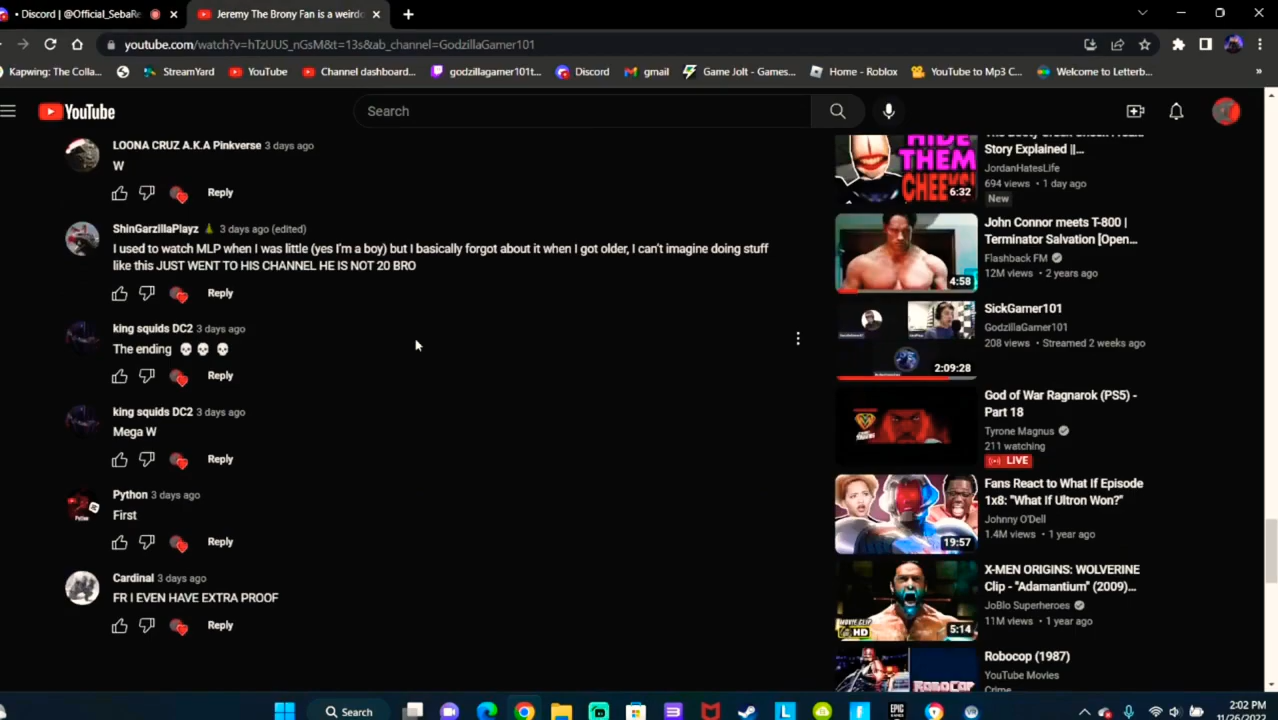 Discord | @Official_SebaRe
Jeremy The Brony Fan is a weirdo
youtube.com/watch?v=hTzUUS_nGsM&t=13s&ab_channel=GodzillaGamer101
Kapwing: The Colla...
StreamYard
YouTube
Channel dashboard...
godzillagamer101t...
Discord
gmail
Game Jolt - Games...
Home - Roblox
YouTube to Mp3 C...
Welcome to Letterb...
»
YouTube
Search
LOONA CRUZ A.K.A Pinkverse 3 days ago
W
Reply
ShinGarzillaPlayz 3 days ago (edited)
I used to watch MLP when I was little (yes I'm a boy) but I basically forgot about it when I got older, I can't imagine doing stuff
like this JUST WENT TO HIS CHANNEL HE IS NOT 20 BRO
Reply
king squids DC2 3 days ago
The ending 💀 💀 💀
Reply
king squids DC2 3 days ago
Mega W
Reply
Python 3 days ago
First
Reply
Cardinal 3 days ago
FR I EVEN HAVE EXTRA PROOF
Reply
HIDE
THEM
CHEEKS!
6:32
Story Explained ||...
JordanHatesLife
694 views • 1 day ago
New
4:58
John Connor meets T-800 |
Terminator Salvation [Open...
Flashback FM
12M views • 2 years ago
2:09:28
SickGamer101
GodzillaGamer101
208 views • Streamed 2 weeks ago
God of War Ragnarok (PS5) -
Part 18
Tyrone Magnus
211 watching
LIVE
19:57
Fans React to What If Episode
1x8: "What If Ultron Won?"
Johnny O'Dell
1.4M views • 1 year ago
MOVIE CLIP
HD
5:14
X-MEN ORIGINS: WOLVERINE
Clip - "Adamantium" (2009)...
JoBlo Superheroes
11M views • 1 year ago
ROBOCOP
Robocop (1987)
YouTube Movies
Crime
Search
EPIC
2:02 PM
11/26/2022